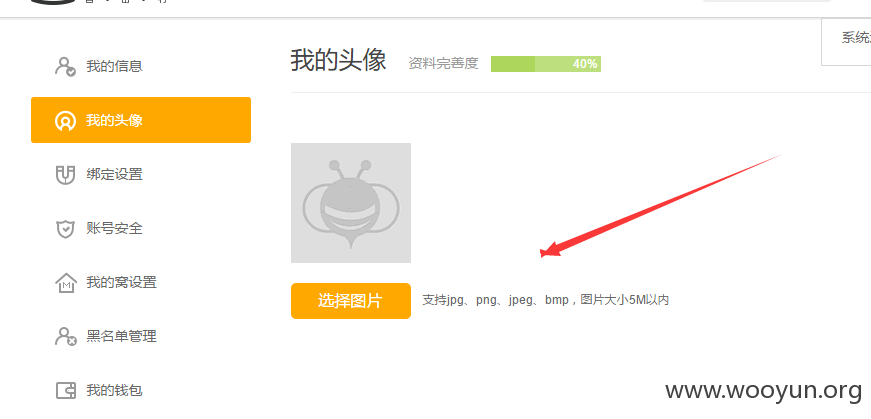 系统
我的信息
我的头像
绑定设置
账号安全
我的窝设置
黑名单管理
我的钱包
我的头像 资料完善度 40%
选择图片 支持jpg、png、jpeg、bmp，图片大小5M以内
www.wooyun.org